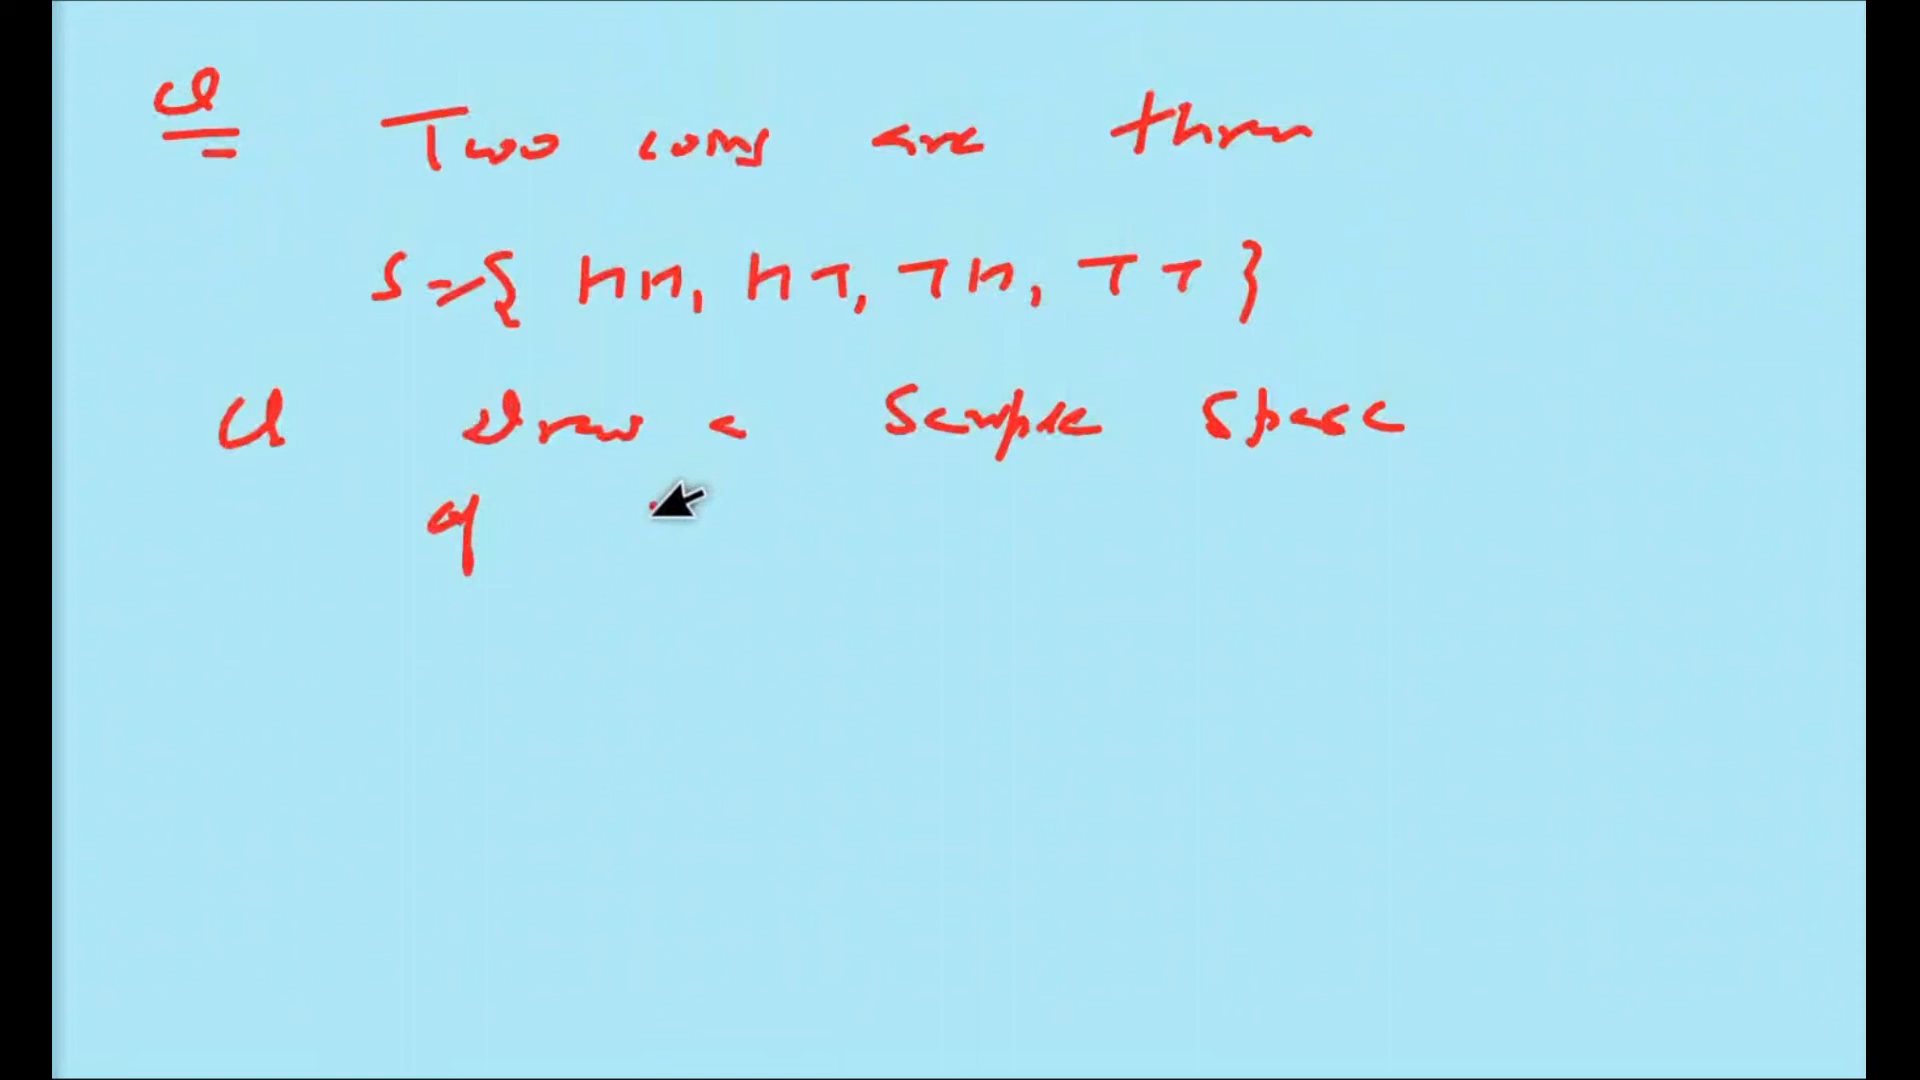 Q Two coins are thrown
S = { HH, HT, TH, TT }
Q Draw a Sample Space
of